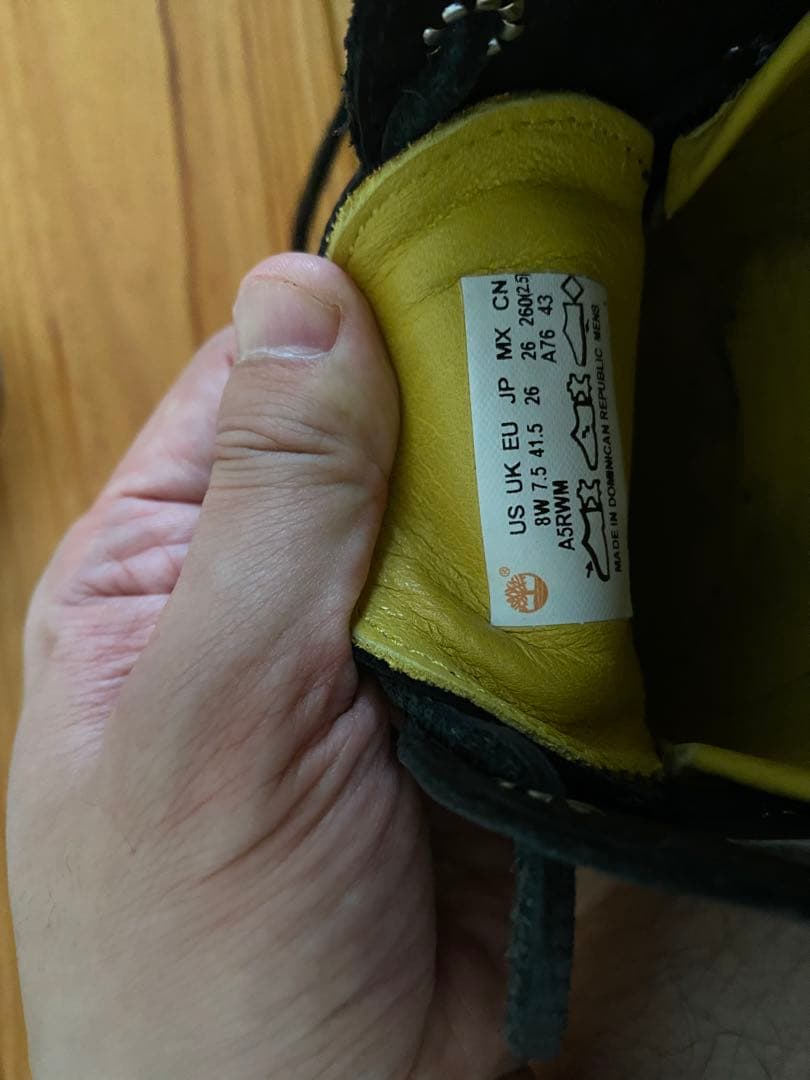 US UK EU JP MX CN
8W 7.5 41.5 26 26 260(2.5)
A5RWM A76 43
MADE IN DOMINICAN REPUBLIC MENS
®